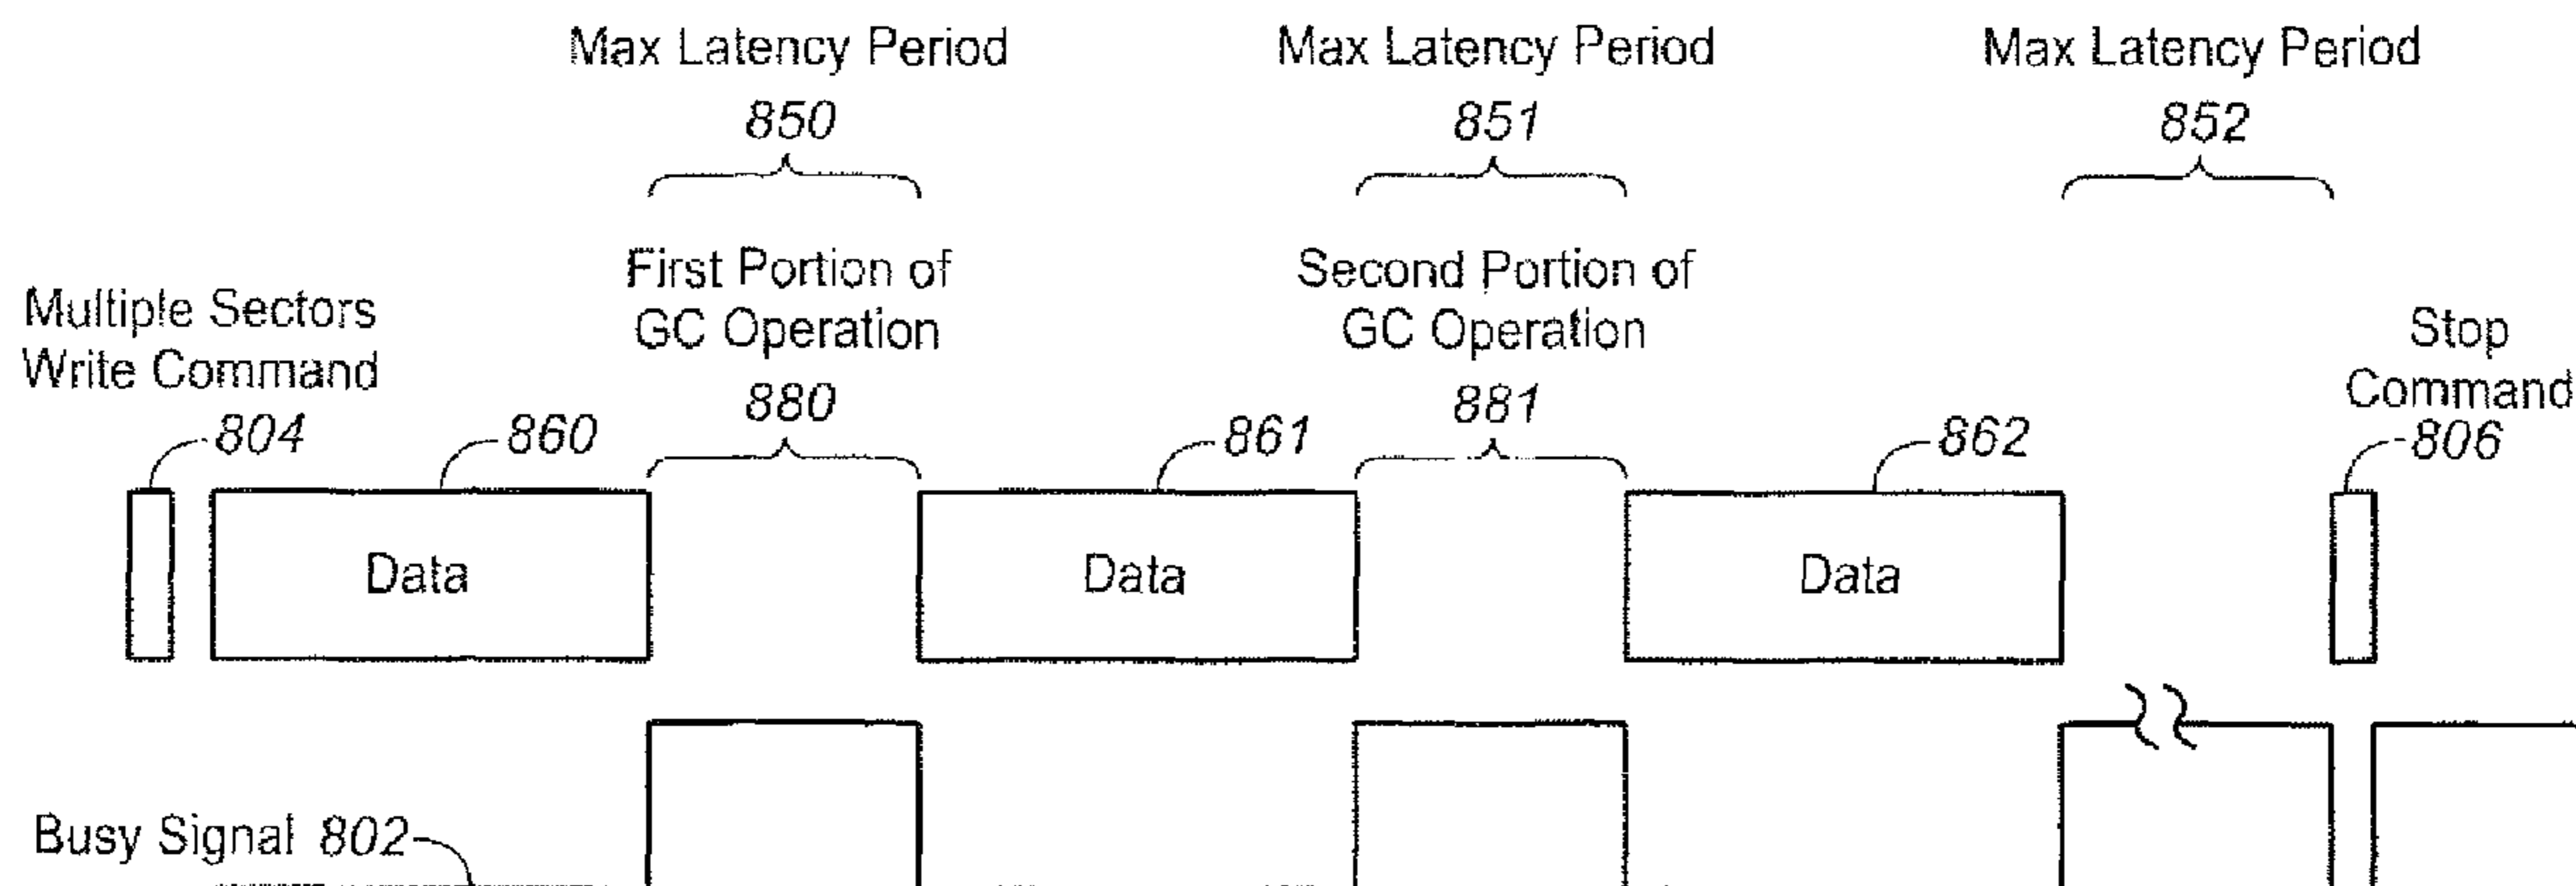 Max Latency Period
850
Max Latency Period
851
Max Latency Period
852
Multiple Sectors
Write Command
804
860
First Portion of
GC Operation
880
861
Second Portion of
GC Operation
881
862
Stop
Command
806
Data
Data
Data
Busy Signal 802